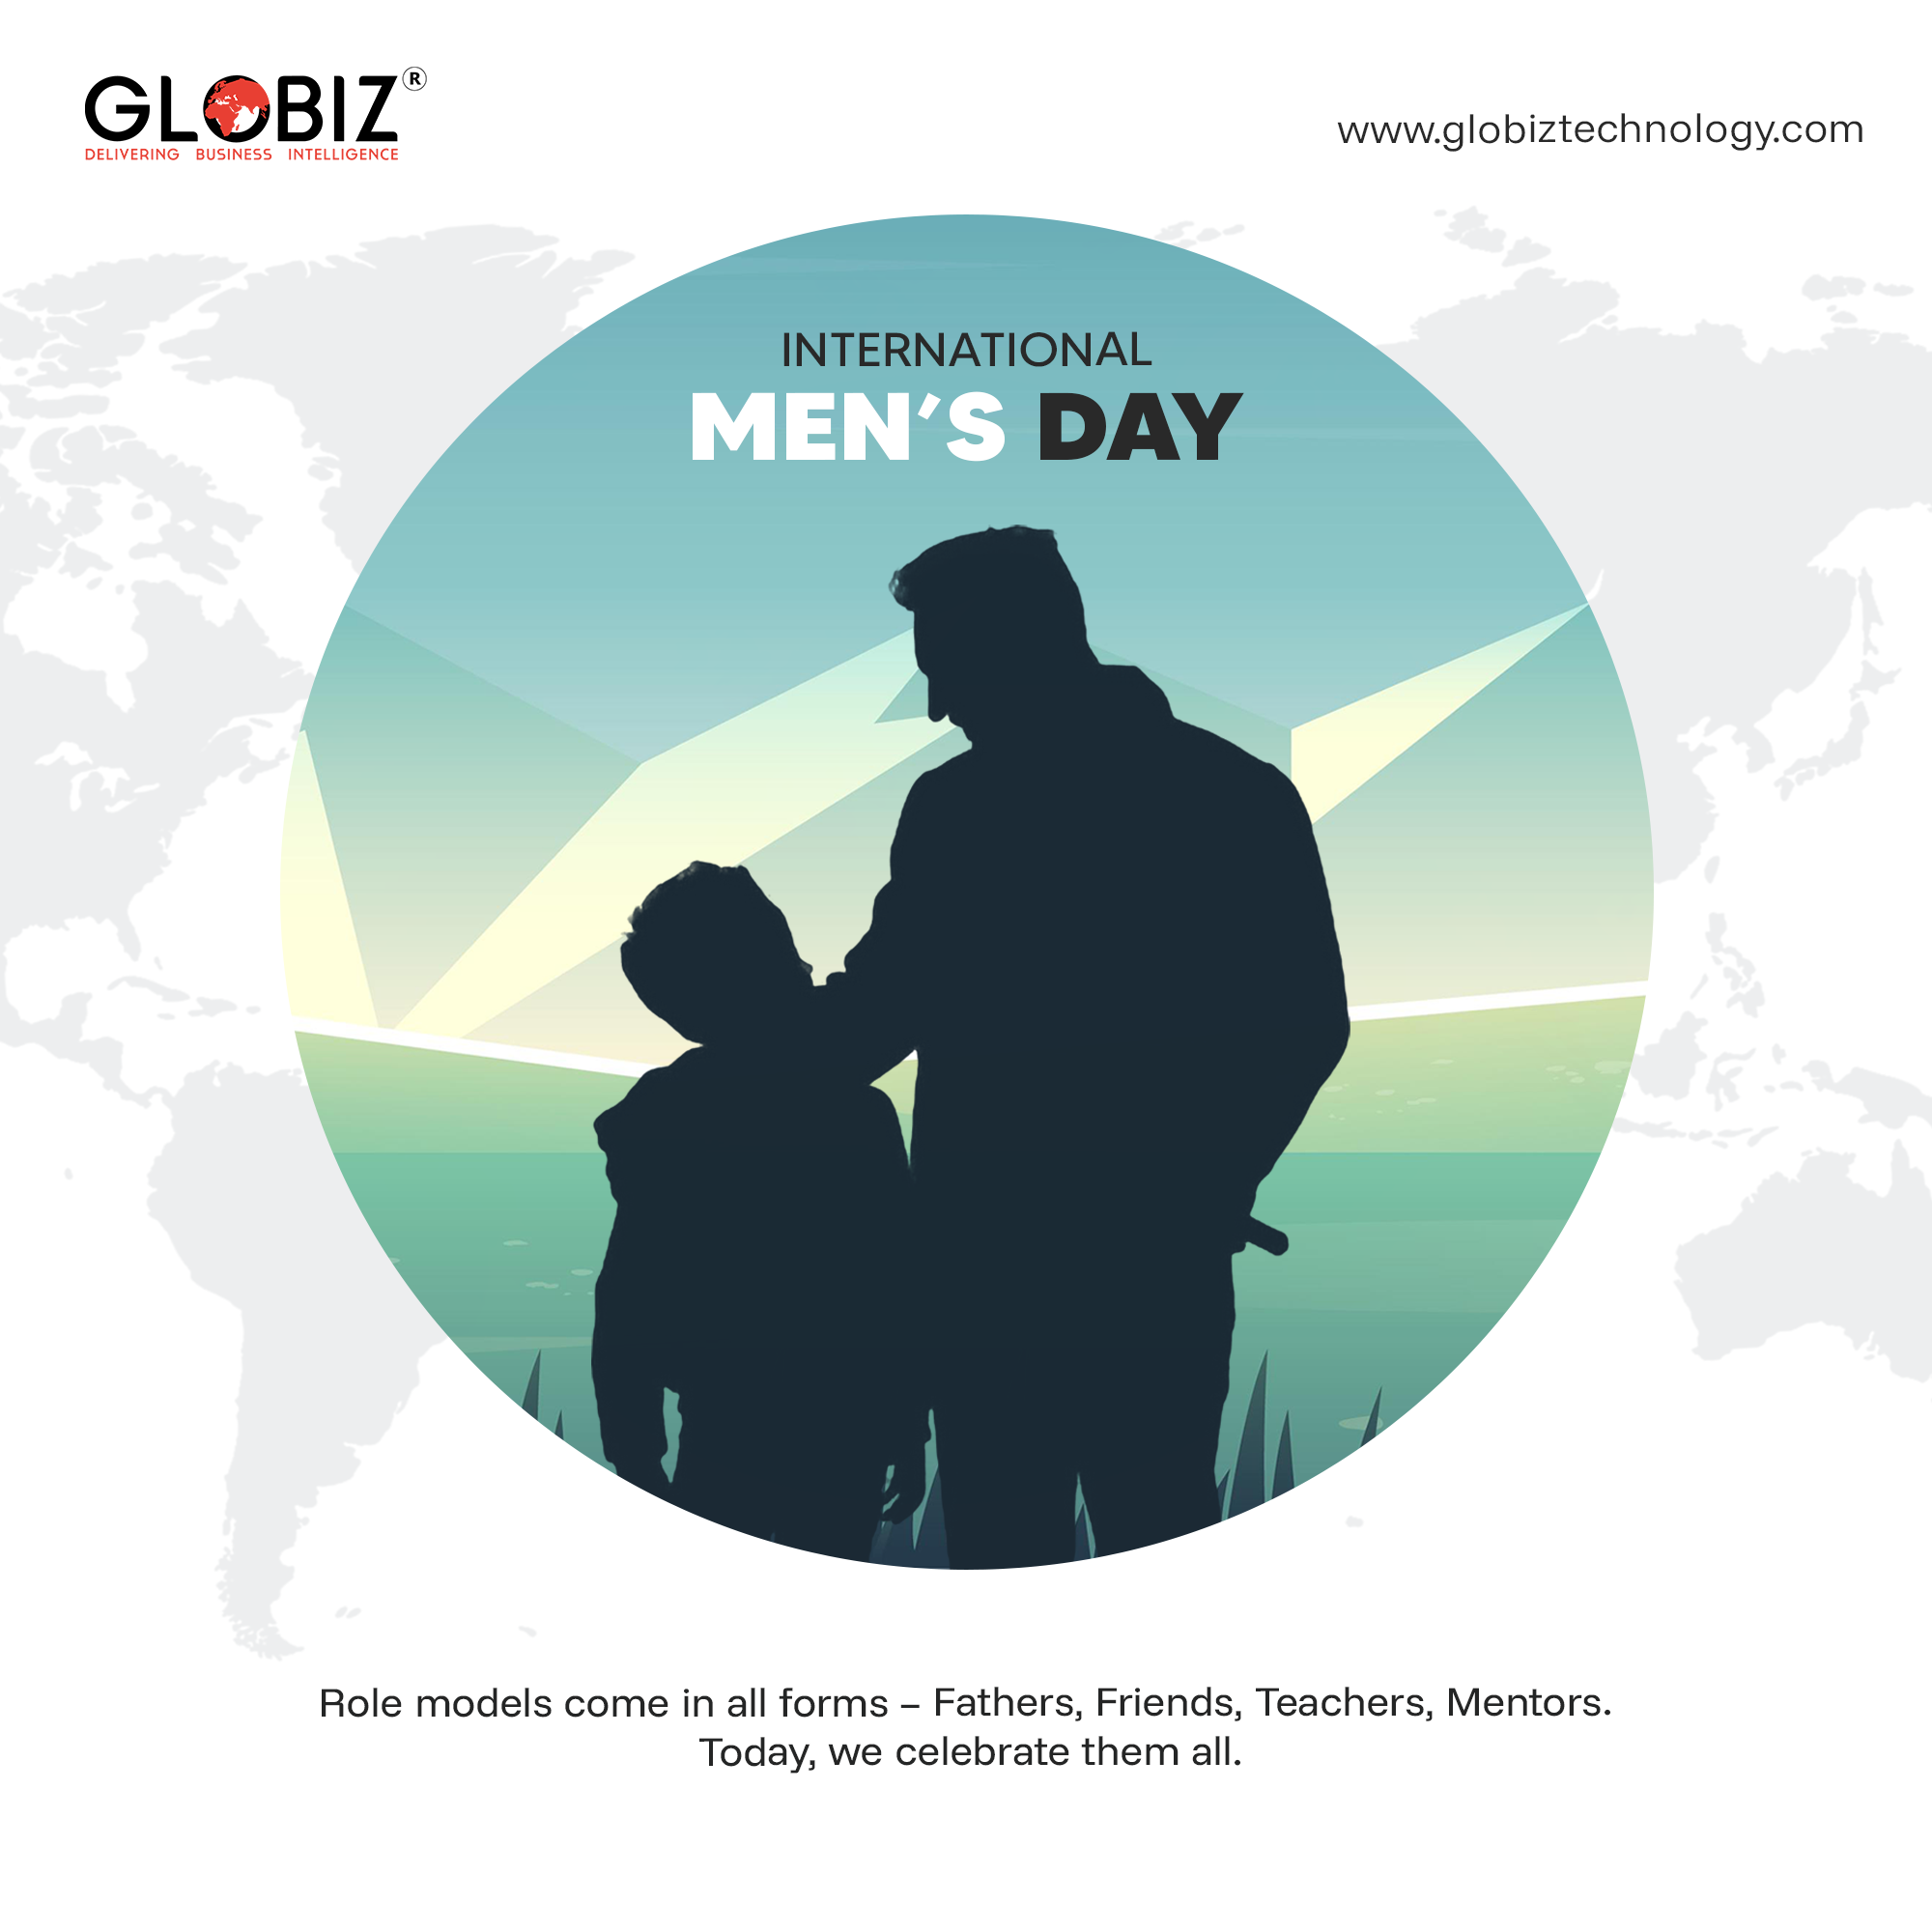 GLOBIZ®
DELIVERING BUSINESS INTELLIGENCE
www.globiztechnology.com
INTERNATIONAL
MEN'S DAY
Role models come in all forms – Fathers, Friends, Teachers, Mentors.
Today, we celebrate them all.